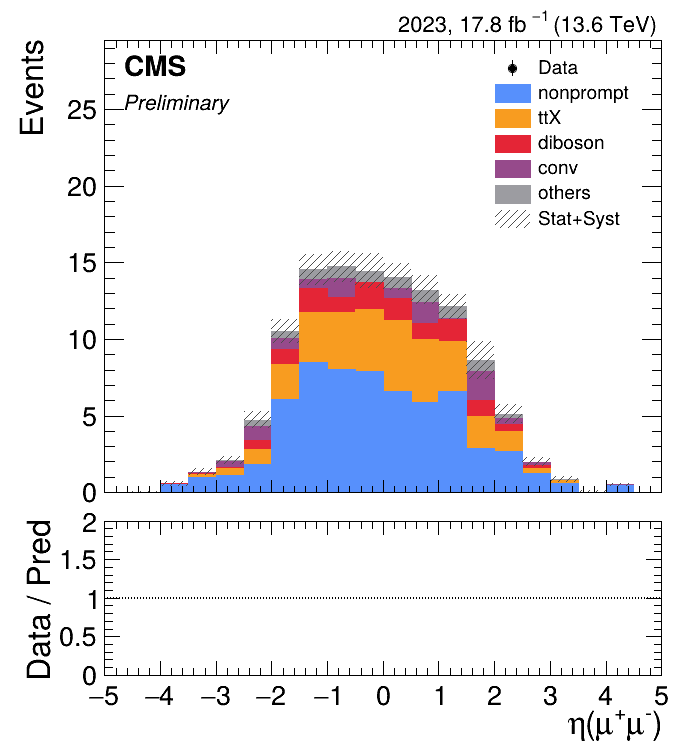 2023, 17.8 fb⁻¹ (13.6 TeV)
CMS
Preliminary
Data
nonprompt
ttX
diboson
conv
others
Stat+Syst
Events
25
20
15
10
5
0
Data / Pred
2
1.5
1
0.5
0
−5 −4 −3 −2 −1 0 1 2 3 4 5
η(μ⁺μ⁻)